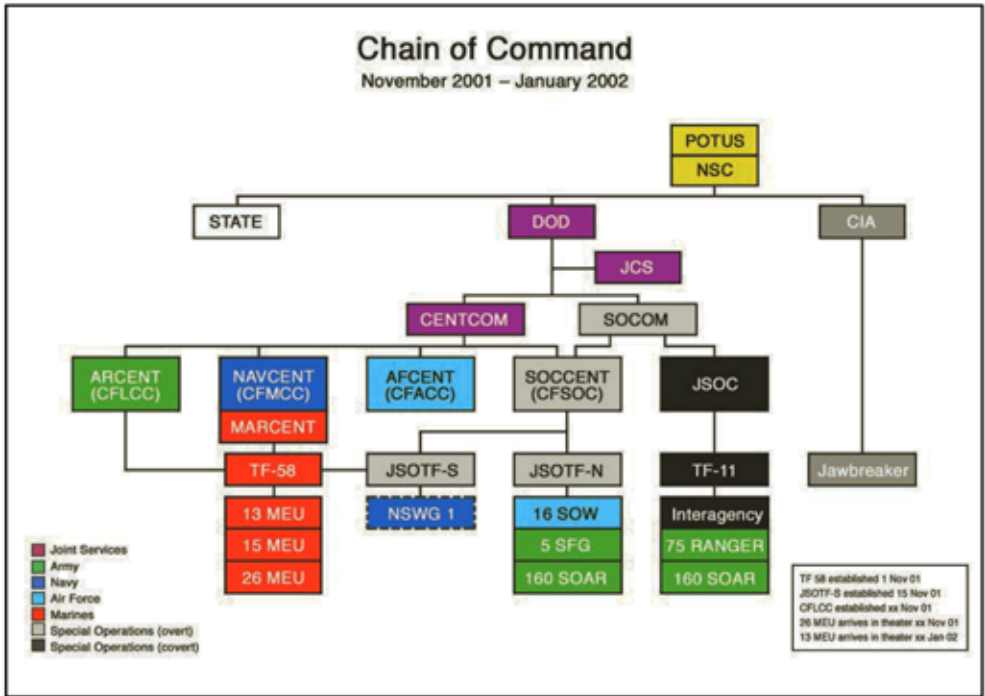 Chain of Command
November 2001 – January 2002
POTUS
NSC
STATE
DOD
CIA
JCS
CENTCOM
SOCOM
ARCENT
(CFLCC)
NAVCENT
(CFMCC)
MARCENT
AFCENT
(CFACC)
SOCCENT
(CFSOC)
JSOC
TF-58
JSOTF-S
JSOTF-N
TF-11
Jawbreaker
13 MEU
15 MEU
26 MEU
NSWG 1
16 SOW
5 SFG
160 SOAR
Interagency
75 RANGER
160 SOAR
Joint Services
Army
Navy
Air Force
Marines
Special Operations (overt)
Special Operations (covert)
TF 58 established 1 Nov 01
JSOTF-S established 15 Nov 01
CFLCC established xx Nov 01
26 MEU arrives in theater xx Nov 01
13 MEU arrives in theater xx Jan 02